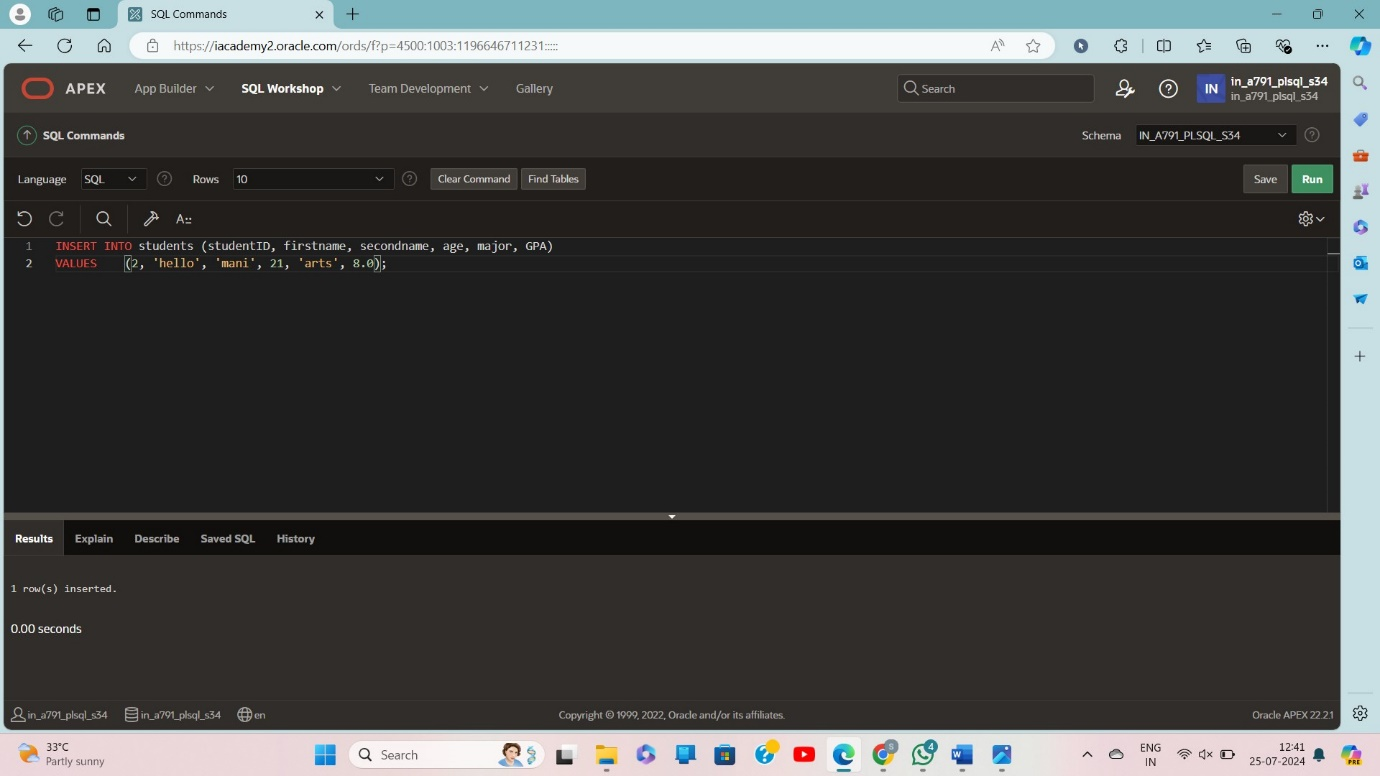 SQL Commands
https://iacademy2.oracle.com/ords/f?p=4500:1003:1196646711231:::::
APEX App Builder SQL Workshop Team Development Gallery Search IN in_a791_plsql_s34
in_a791_plsql_s34
SQL Commands Schema IN_A791_PLSQL_S34
Language SQL Rows 10 Clear Command Find Tables Save Run
A::
1 INSERT INTO students (studentID, firstname, secondname, age, major, GPA)
2 VALUES (2, 'hello', 'mani', 21, 'arts', 8.0);
Results Explain Describe Saved SQL History
1 row(s) inserted.
0.00 seconds
in_a791_plsql_s34 in_a791_plsql_s34 en Copyright © 1999, 2022, Oracle and/or its affiliates. Oracle APEX 22.2.1
33°C
Partly sunny
Search
S
4
ENG
IN
12:41
25-07-2024
PRE